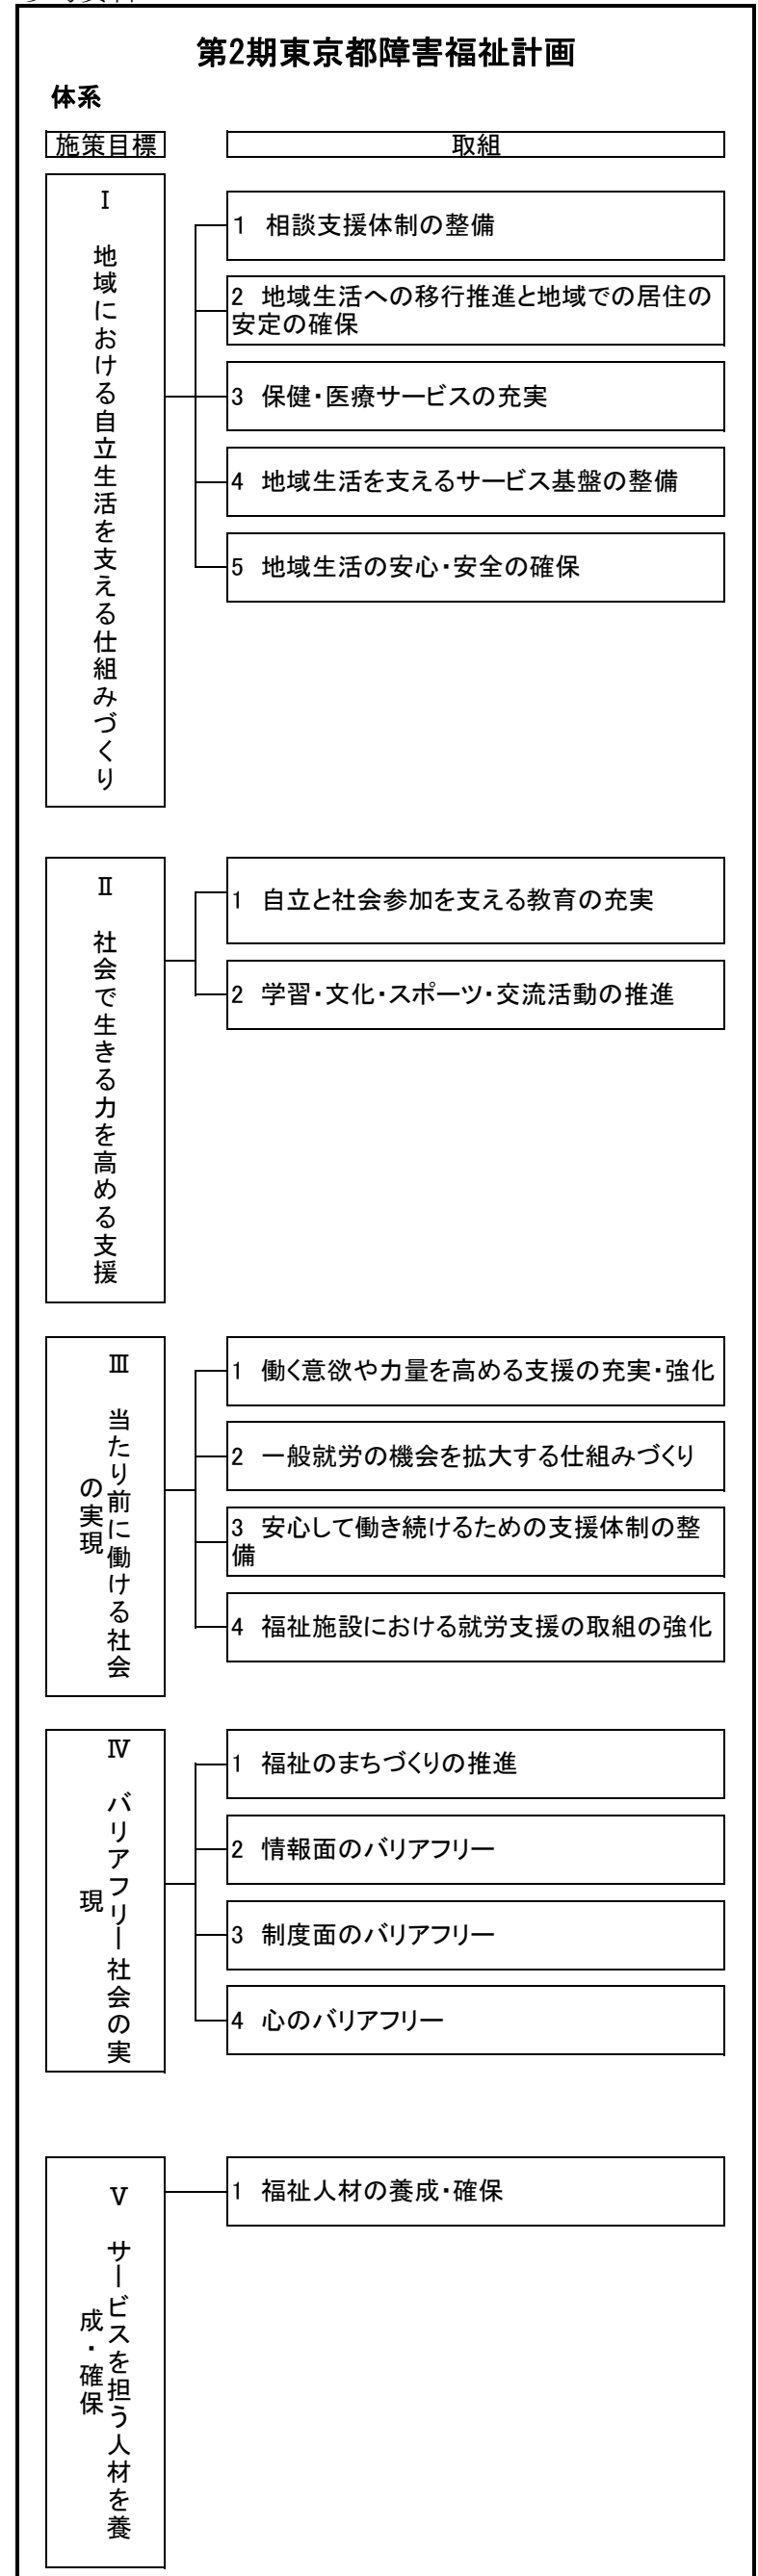 第2期東京都障害福祉計画
体系
施策目標
取組
Ⅰ 地域における自立生活を支える仕組みづくり
1 相談支援体制の整備
2 地域生活への移行推進と地域での居住の
安定の確保
3 保健・医療サービスの充実
4 地域生活を支えるサービス基盤の整備
5 地域生活の安心・安全の確保
Ⅱ 社会で生きる力を高める支援
1 自立と社会参加を支える教育の充実
2 学習・文化・スポーツ・交流活動の推進
Ⅲ 当たり前に働ける社会
の実現
1 働く意欲や力量を高める支援の充実・強化
2 一般就労の機会を拡大する仕組みづくり
3 安心して働き続けるための支援体制の整
備
4 福祉施設における就労支援の取組の強化
Ⅳ バリアフリー社会の実
現
1 福祉のまちづくりの推進
2 情報面のバリアフリー
3 制度面のバリアフリー
4 心のバリアフリー
Ⅴ サービスを担う人材を養
成・確保
1 福祉人材の養成・確保